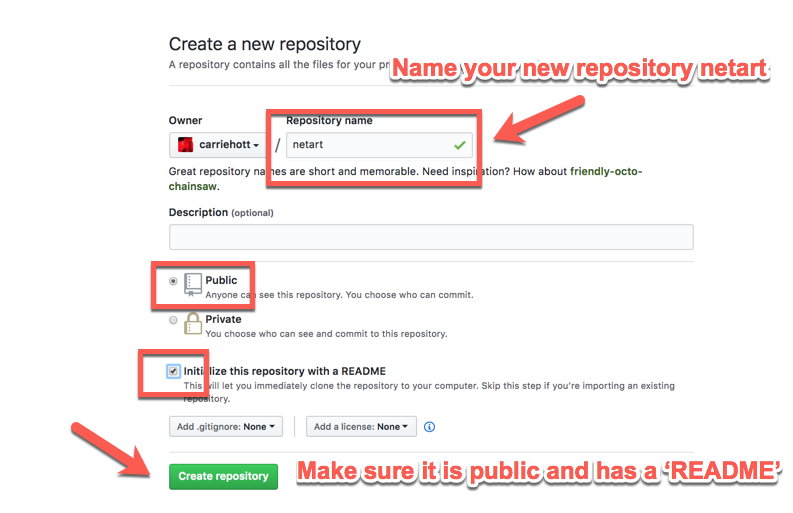 Create a new repository
A repository contains all the files for your pr
Name your new repository netart
Owner
Repository name
carriehott / netart
Great repository names are short and memorable. Need inspiration? How about friendly-octo-
chainsaw.
Description (optional)
Public
Anyone can see this repository. You choose who can commit.
Private
You choose who can see and commit to this repository.
Initialize this repository with a README
This will let you immediately clone the repository to your computer. Skip this step if you're importing an existing
repository.
Add .gitignore: None
Add a license: None
Create repository
Make sure it is public and has a ‘README’